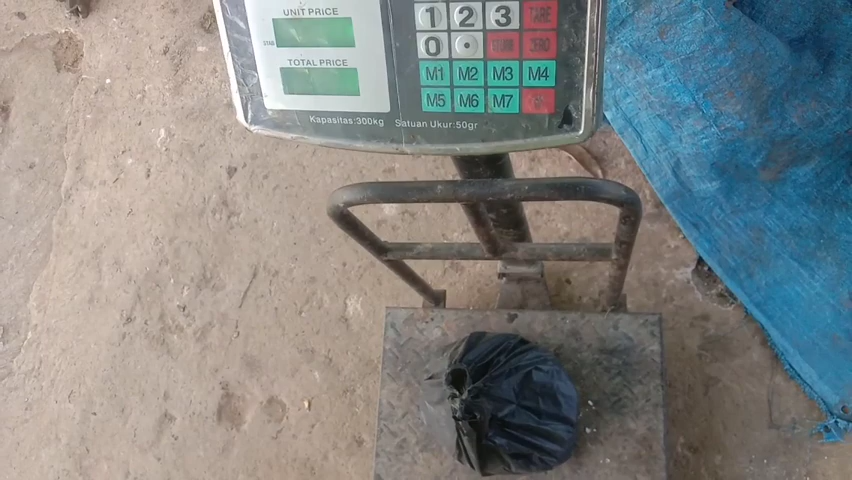 UNIT PRICE
TOTAL PRICE
1 2 3 TARE
0 . ZERO
M1 M2 M3 M4
M5 M6 M7
Kapasitas:300kg Satuan Ukur:50gr